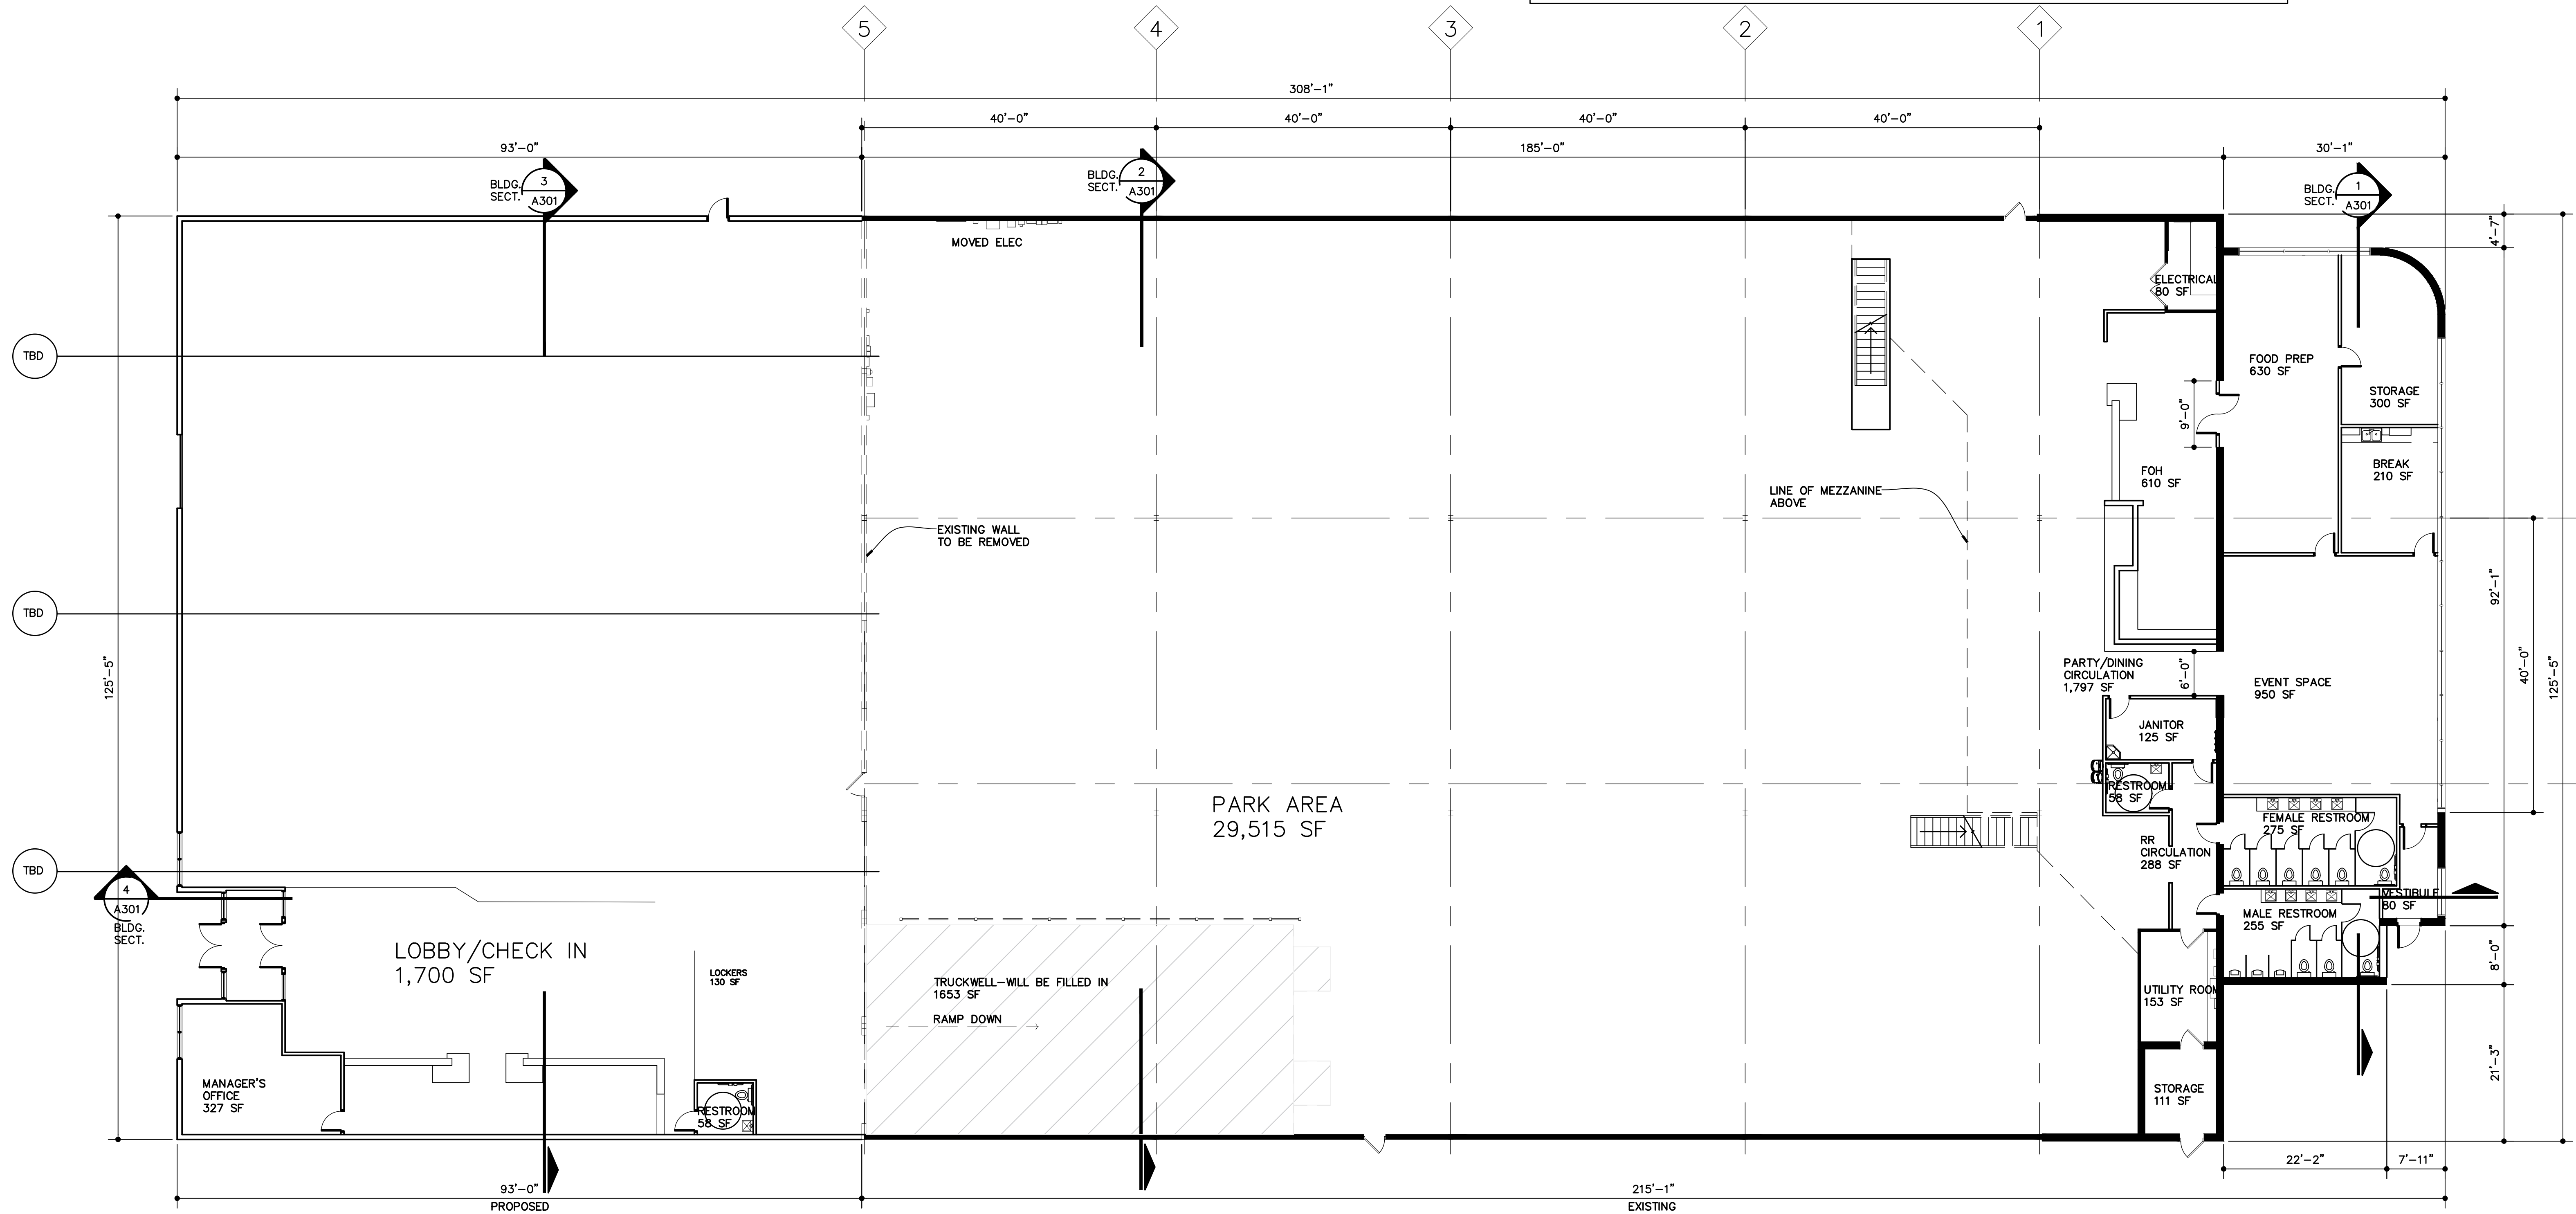 5
4
3
2
1
308'-1"
40'-0"
40'-0"
40'-0"
40'-0"
93'-0"
185'-0"
30'-1"
BLDG.
SECT.
3
A301
BLDG.
SECT.
2
A301
BLDG.
SECT.
1
A301
MOVED ELEC
4'-7"
ELECTRICAL
80 SF
TBD
FOOD PREP
630 SF
STORAGE
300 SF
9'-0"
BREAK
210 SF
FOH
610 SF
LINE OF MEZZANINE
ABOVE
EXISTING WALL
TO BE REMOVED
TBD
92'-1"
125'-5"
40'-0"
125'-5"
PARTY/DINING
CIRCULATION
1,797 SF
6'-0"
EVENT SPACE
950 SF
JANITOR
125 SF
RESTROOM
58 SF
PARK AREA
29,515 SF
FEMALE RESTROOM
275 SF
RR
CIRCULATION
288 SF
TBD
4
A301
BLDG.
SECT.
VESTIBULE
80 SF
MALE RESTROOM
255 SF
LOBBY/CHECK IN
1,700 SF
LOCKERS
130 SF
TRUCKWELL-WILL BE FILLED IN
1653 SF
RAMP DOWN
8'-0"
UTILITY ROOM
153 SF
21'-3"
MANAGER'S
OFFICE
327 SF
RESTROOM
58 SF
STORAGE
111 SF
22'-2"
7'-11"
93'-0"
PROPOSED
215'-1"
EXISTING